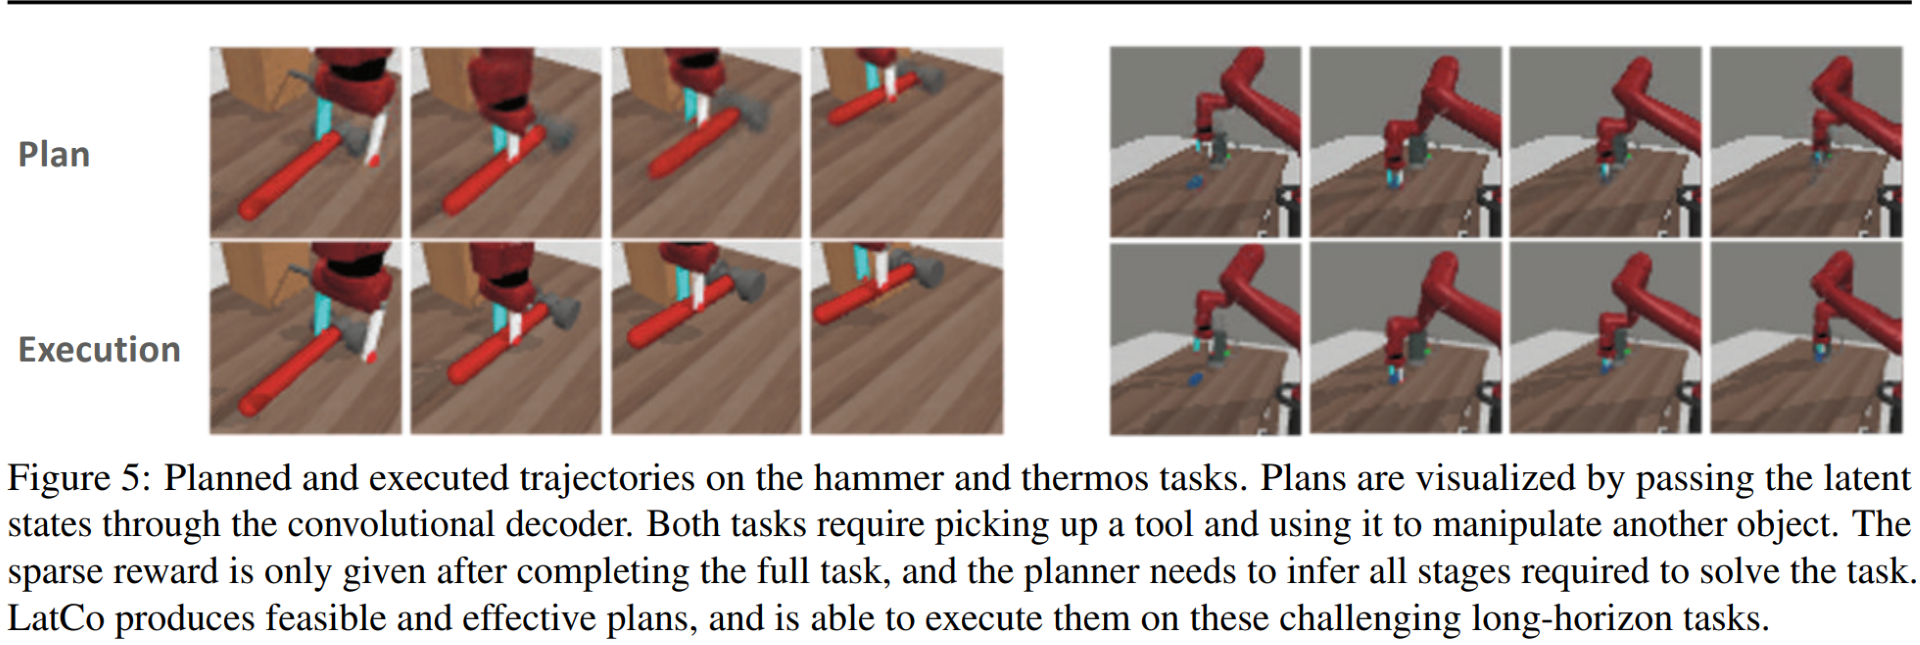 Plan
Execution
Figure 5: Planned and executed trajectories on the hammer and thermos tasks. Plans are visualized by passing the latent
states through the convolutional decoder. Both tasks require picking up a tool and using it to manipulate another object. The
sparse reward is only given after completing the full task, and the planner needs to infer all stages required to solve the task.
LatCo produces feasible and effective plans, and is able to execute them on these challenging long-horizon tasks.